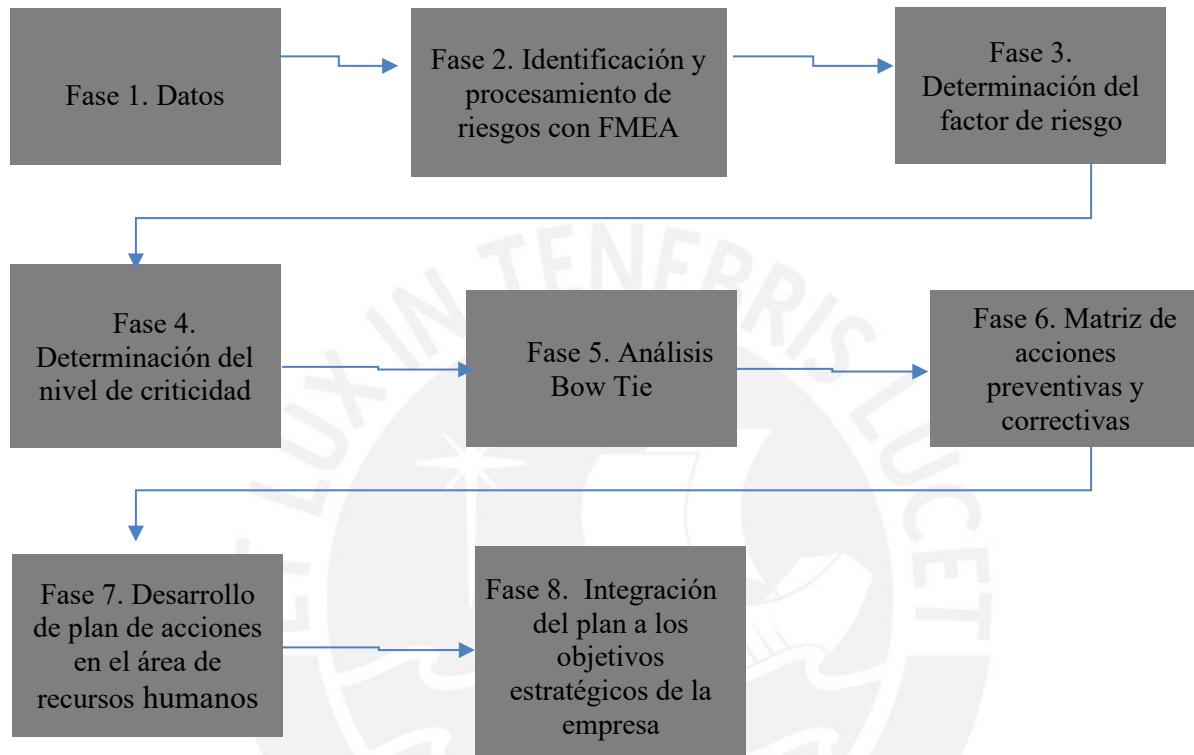 Fase 1. Datos
Fase 2. Identificación y
procesamiento de
riesgos con FMEA
Fase 3.
Determinación del
factor de riesgo
Fase 4.
Determinación del
nivel de criticidad
Fase 5. Análisis
Bow Tie
Fase 6. Matriz de
acciones
preventivas y
correctivas
Fase 7. Desarrollo
de plan de acciones
en el área de
recursos humanos
Fase 8. Integración
del plan a los
objetivos
estratégicos de la
empresa
ET LUX IN TENEBRIS LUCET